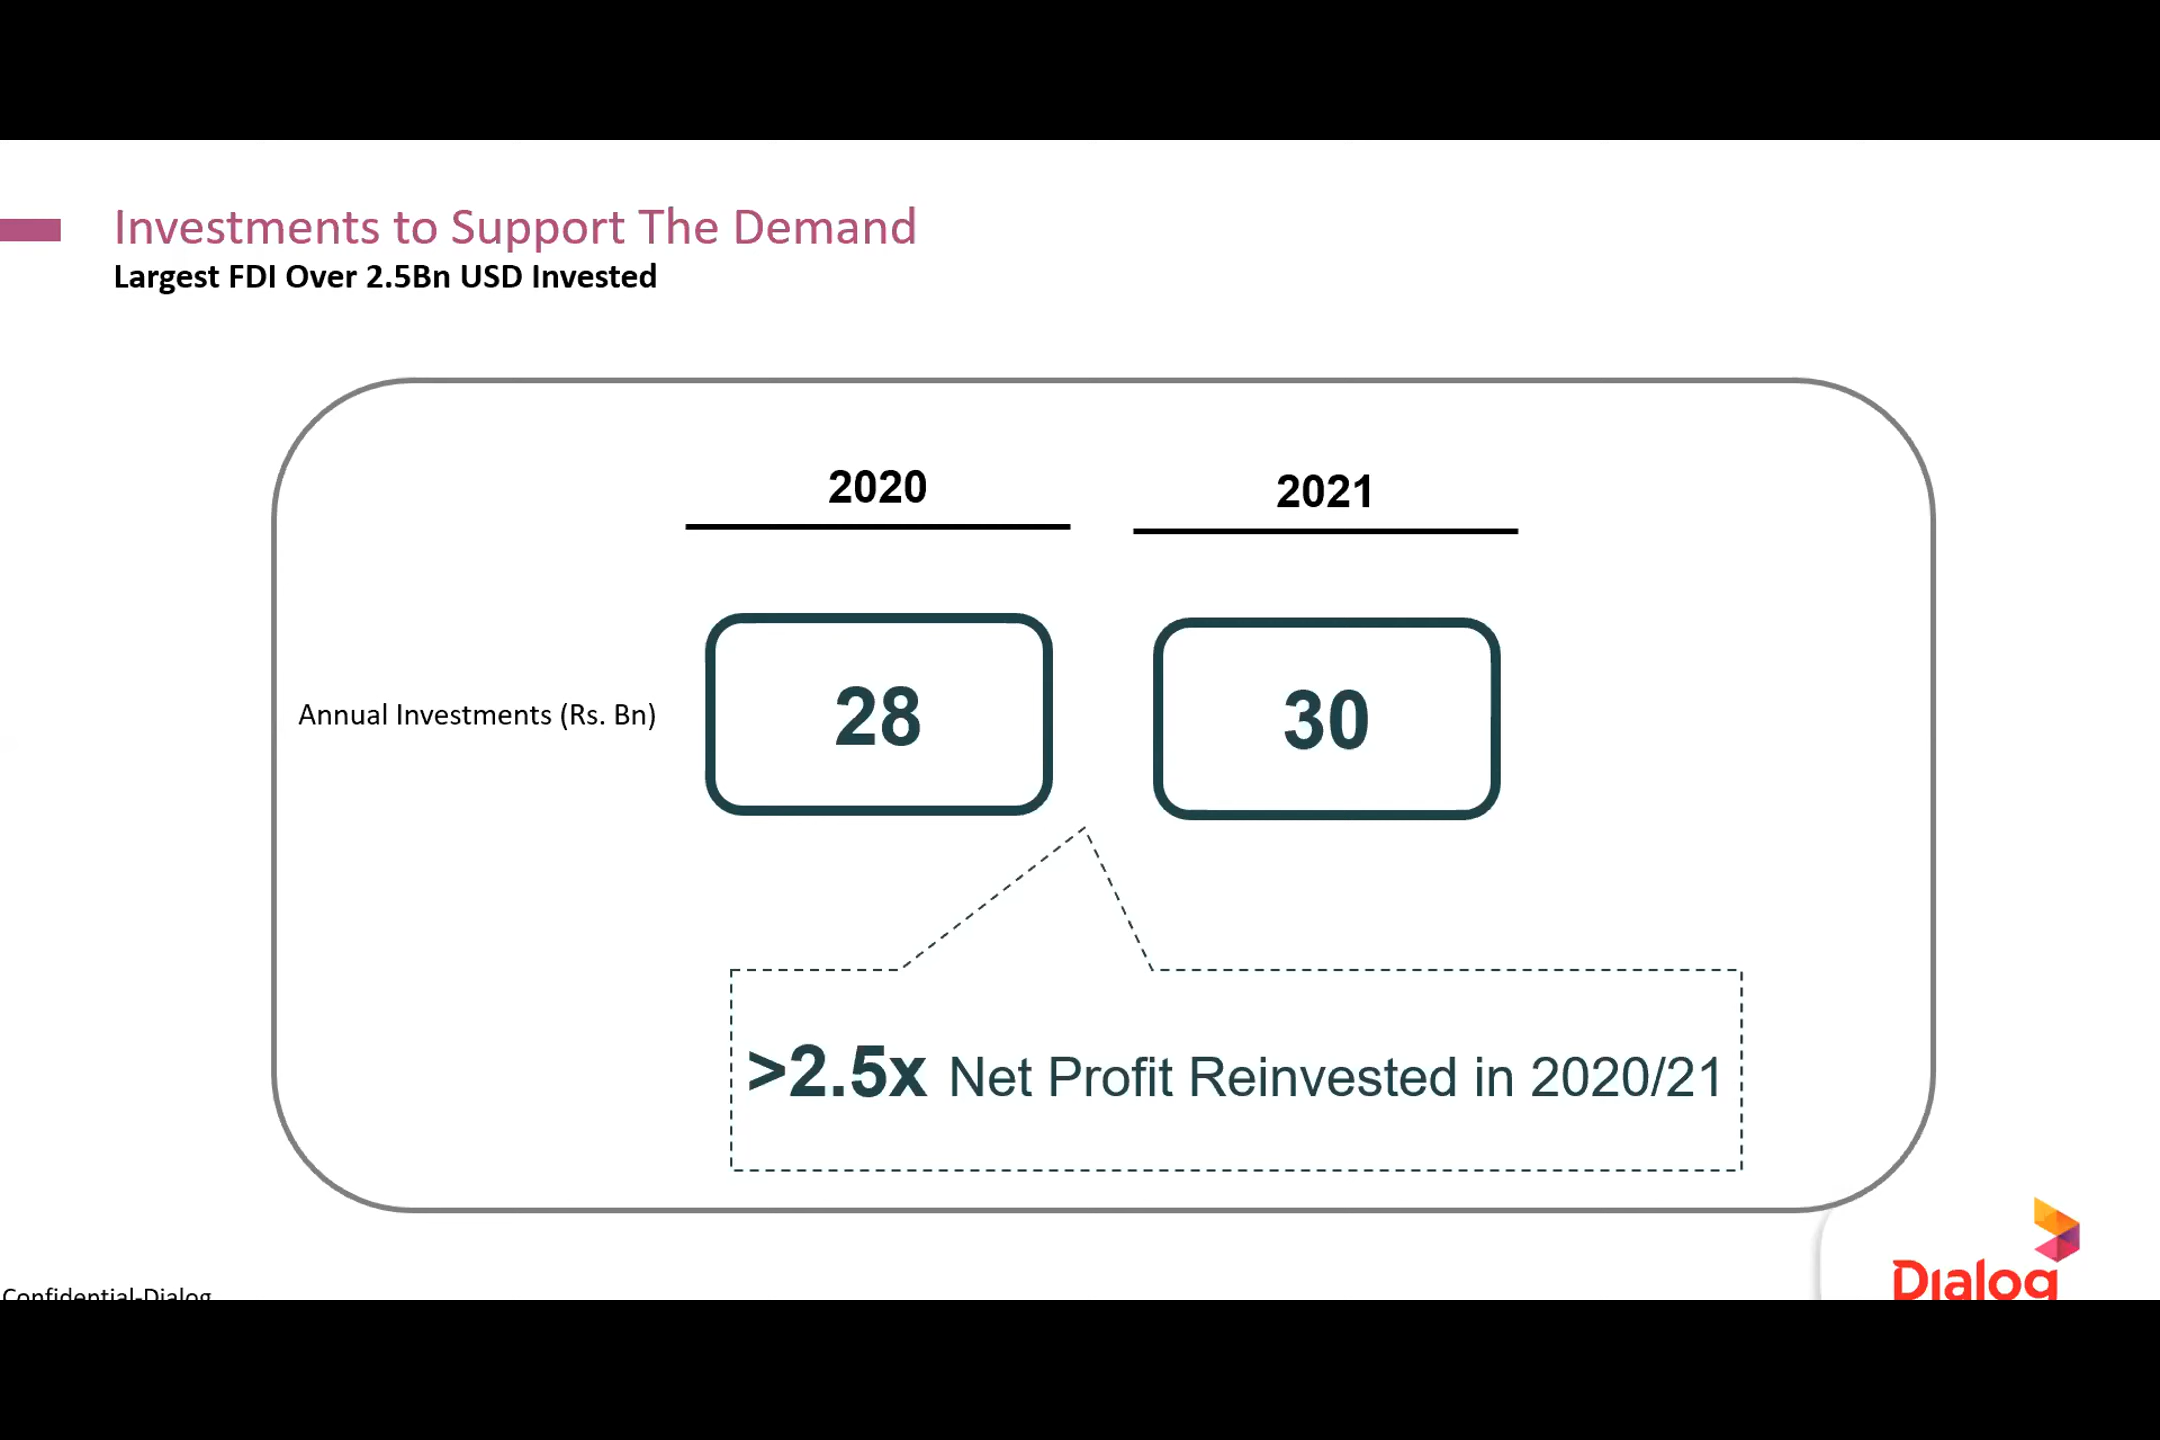 Investments to Support The Demand
Largest FDI Over 2.5Bn USD Invested
2020 2021
Annual Investments (Rs. Bn) 28 30
>2.5x Net Profit Reinvested in 2020/21
Confidential-Dialog
Dialog